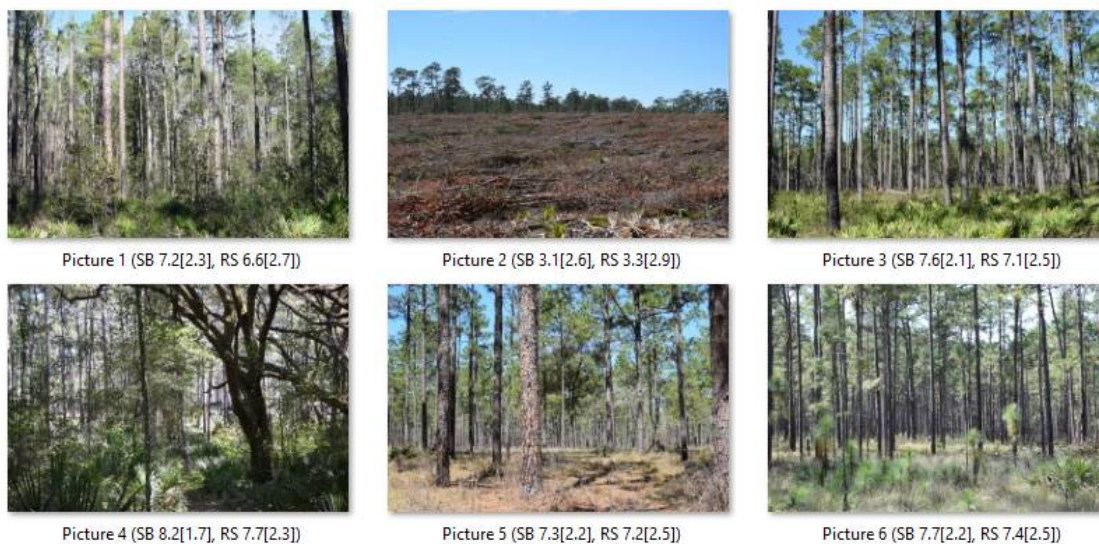 Picture 1 (SB 7.2[2.3], RS 6.6[2.7])
Picture 2 (SB 3.1[2.6], RS 3.3[2.9])
Picture 3 (SB 7.6[2.1], RS 7.1[2.5])
Picture 4 (SB 8.2[1.7], RS 7.7[2.3])
Picture 5 (SB 7.3[2.2], RS 7.2[2.5])
Picture 6 (SB 7.7[2.2], RS 7.4[2.5])